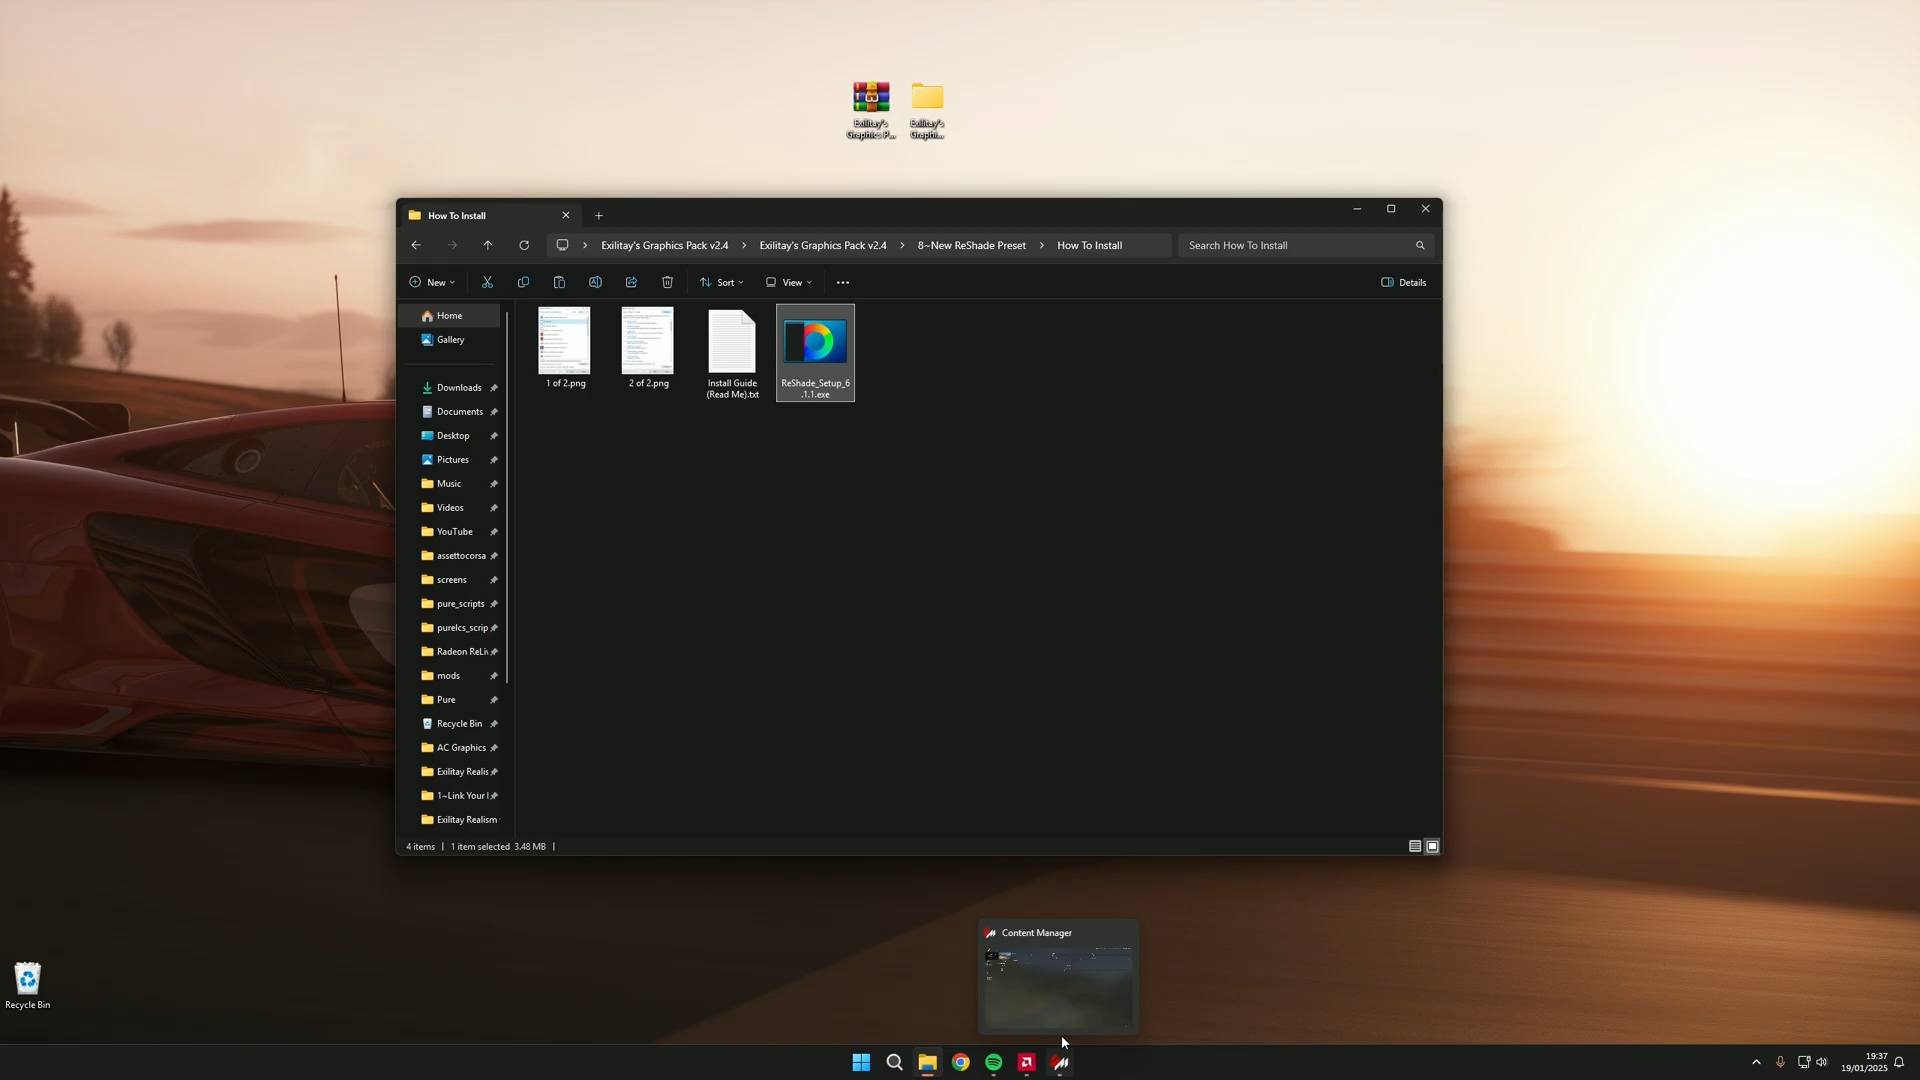 Exilitay's
Graphics P...
Exilitay's
Graphi...
How To Install
Exilitay's Graphics Pack v2.4
Exilitay's Graphics Pack v2.4
8~New ReShade Preset
How To Install
Search How To Install
New
Sort
View
Details
Home
Gallery
Downloads
Documents
Desktop
Pictures
Music
Videos
YouTube
assettocorsa
screens
pure_scripts
purelcs_scrip
Radeon ReLiv
mods
Pure
Recycle Bin
AC Graphics
Exilitay Realis
1~Link Your
Exilitay Realism
1 of 2.png
2 of 2.png
Install Guide
(Read Me).txt
ReShade_Setup_6
.1.1.exe
4 items
1 item selected 3.48 MB
Content Manager
Recycle Bin
19:37
19/01/2025